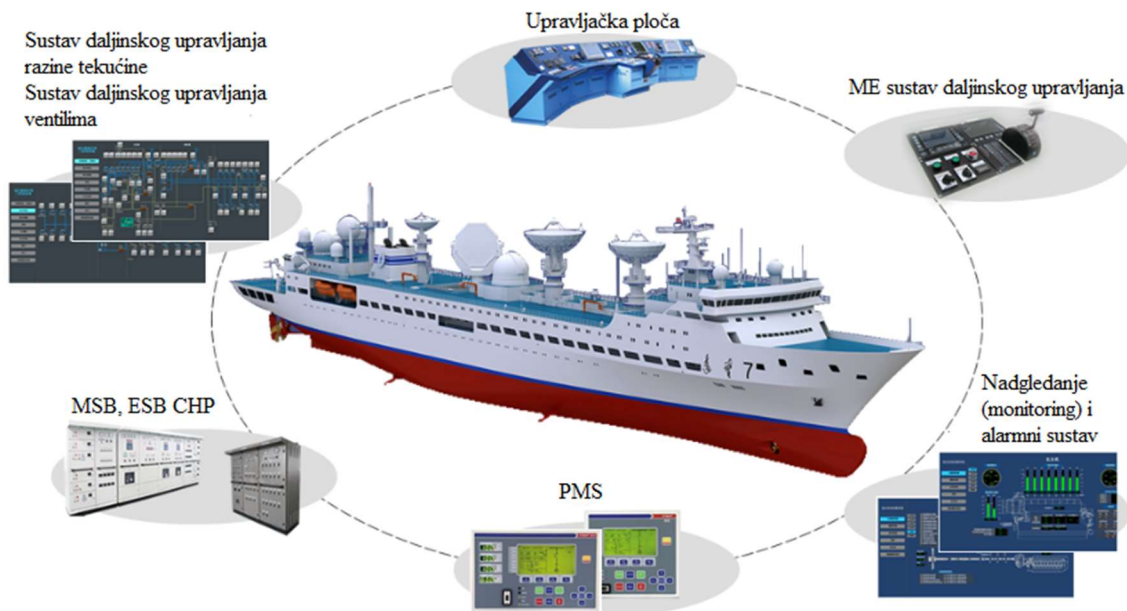 Upravljačka ploča
Sustav daljinskog upravljanja
razine tekućine
Sustav daljinskog upravljanja
ventilima
ME sustav daljinskog upravljanja
7
Nadgledanje
(monitoring) i
alarmni sustav
MSB, ESB CHP
PMS